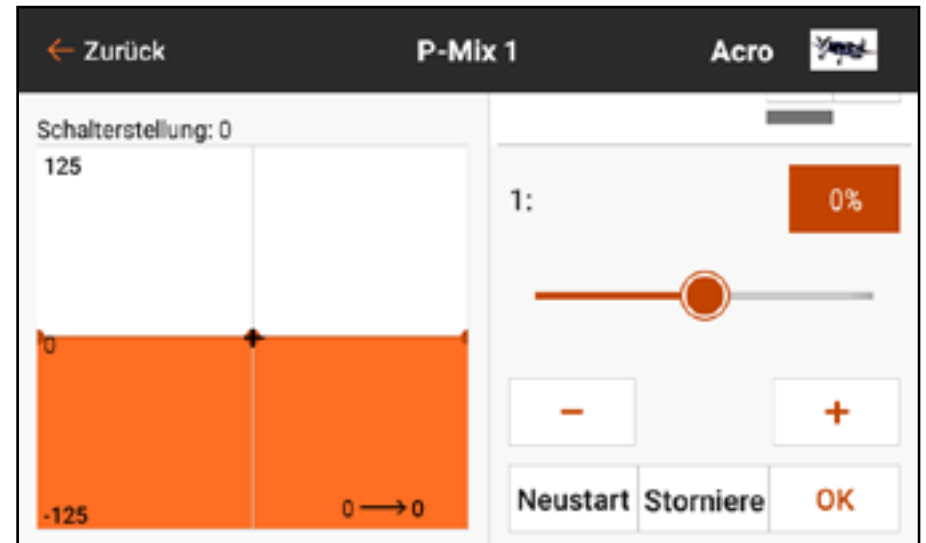 ← Zurück P-Mix 1 Acro
Schalterstellung: 0
125
0
-125
0 → 0
1: 0%
− +
Neustart Storniere OK